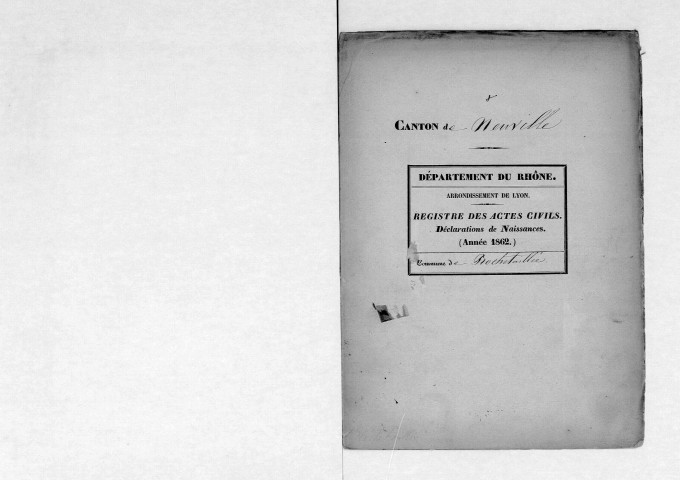 CANTON de Neuville
DÉPARTEMENT DU RHÔNE.
ARRONDISSEMENT DE LYON.
REGISTRE DES ACTES CIVILS.
Déclarations de Naissances.
(Année 1862.)
Commune de Rochetaillée